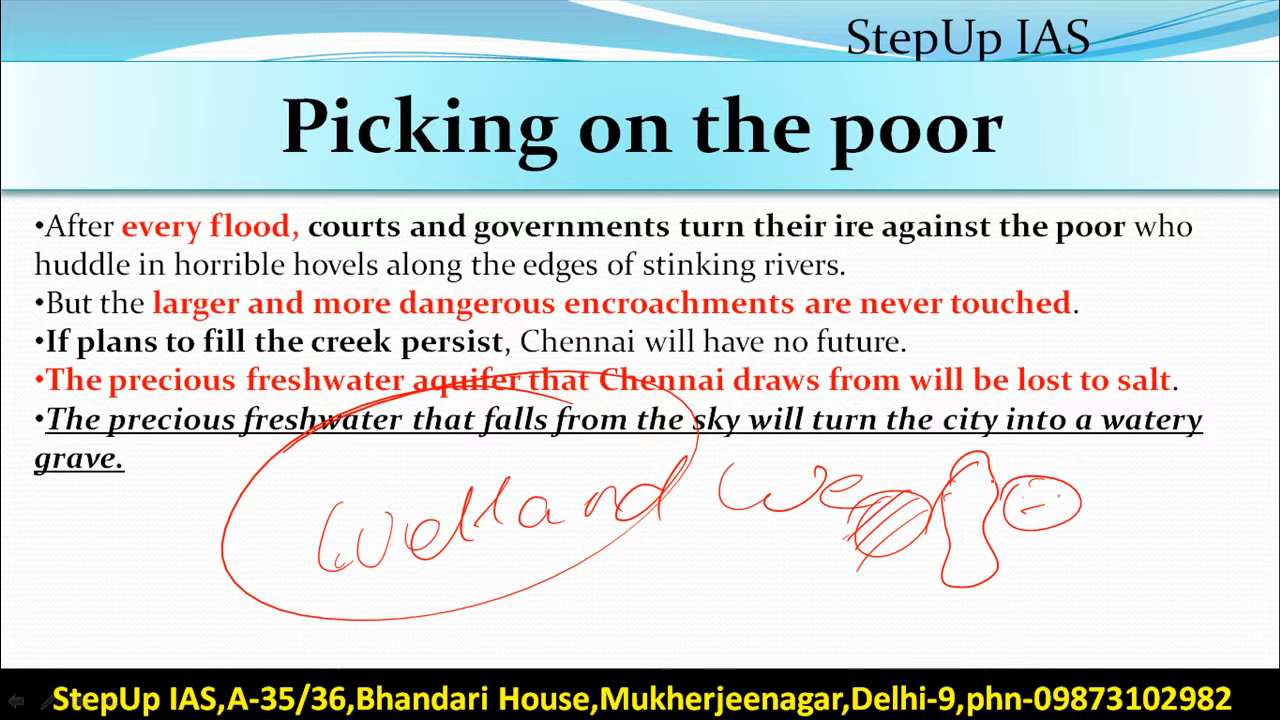 StepUp IAS
Picking on the poor
•After every flood, courts and governments turn their ire against the poor who
huddle in horrible hovels along the edges of stinking rivers.
•But the larger and more dangerous encroachments are never touched.
•If plans to fill the creek persist, Chennai will have no future.
•The precious freshwater aquifer that Chennai draws from will be lost to salt.
•The precious freshwater that falls from the sky will turn the city into a watery
grave.
Wetland We
StepUp IAS,A-35/36,Bhandari House,Mukherjeenagar,Delhi-9,phn-09873102982